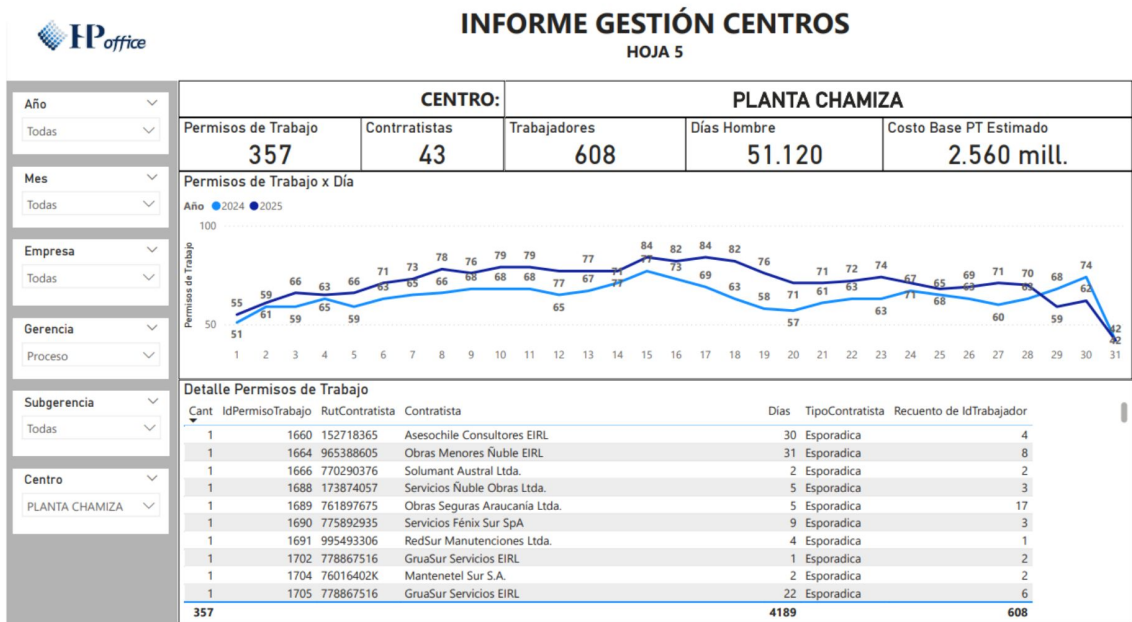 HP office
INFORME GESTIÓN CENTROS
HOJA 5
Año
Todas
Mes
Todas
Empresa
Todas
Gerencia
Proceso
Subgerencia
Todas
Centro
PLANTA CHAMIZA
CENTRO: PLANTA CHAMIZA
Permisos de Trabajo Contrratistas Trabajadores Días Hombre Costo Base PT Estimado
357 43 608 51.120 2.560 mill.
Permisos de Trabajo x Día
Año 2024 2025
Permisos de Trabajo
100
50
55 59 66 63 66 71 73 78 76 79 79 77 77 71 84 82 84 82 76 71 71 72 74 67 65 69 71 70 59 62 42
51 61 59 65 59 63 65 66 68 68 68 65 67 77 77 73 69 63 58 57 61 63 63 71 68 63 60 63 68 74 42
1 2 3 4 5 6 7 8 9 10 11 12 13 14 15 16 17 18 19 20 21 22 23 24 25 26 27 28 29 30 31
Detalle Permisos de Trabajo
Cant IdPermisoTrabajo RutContratista Contratista Dias TipoContratista Recuento de IdTrabajador
1 1660 152718365 Asesochile Consultores EIRL 30 Esporadica 4
1 1664 965388605 Obras Menores Ñuble EIRL 31 Esporadica 8
1 1666 770290376 Solumant Austral Ltda. 2 Esporadica 2
1 1688 173874057 Servicios Ñuble Obras Ltda. 5 Esporadica 3
1 1689 761897675 Obras Seguras Araucanía Ltda. 5 Esporadica 17
1 1690 775892935 Servicios Fénix Sur SpA 9 Esporadica 3
1 1691 995493306 RedSur Manutenciones Ltda. 4 Esporadica 1
1 1702 778867516 GruaSur Servicios EIRL 1 Esporadica 2
1 1704 76016402K Mantenetel Sur S.A. 2 Esporadica 2
1 1705 778867516 GruaSur Servicios EIRL 22 Esporadica 6
357 4189 608